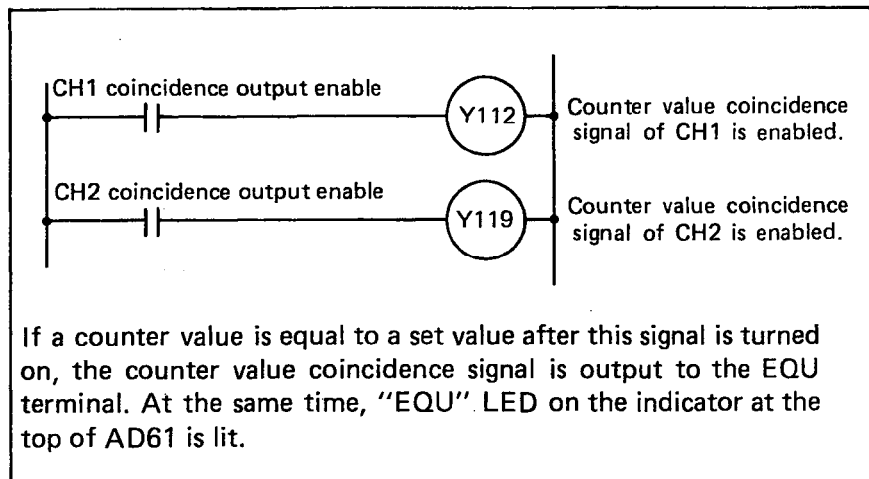 CH1 coincidence output enable
Y112
Counter value coincidence
signal of CH1 is enabled.
CH2 coincidence output enable
Y119
Counter value coincidence
signal of CH2 is enabled.
If a counter value is equal to a set value after this signal is turned
on, the counter value coincidence signal is output to the EQU
terminal. At the same time, "EQU" LED on the indicator at the
top of AD61 is lit.